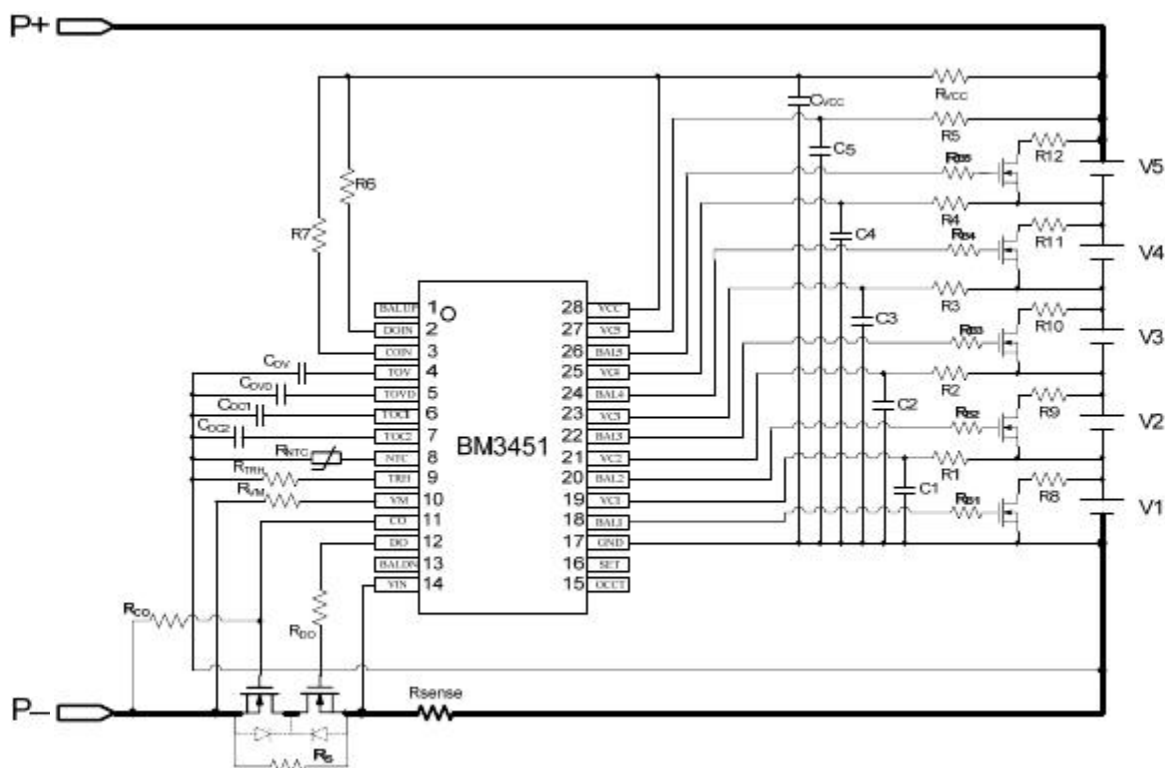 P+
RVCC
CVCC
R5
C5
R12
RB5
V5
R6
R4
R7
C4
RB4
R11
V4
R3
C3
RB3
R10
V3
R2
C2
RB2
R9
V2
R1
C1
RB1
R8
V1
BALUP 1
DOIN 2
COIN 3
TOV 4
TOVD 5
TOC1 6
TOC2 7
NTC 8
TRH 9
VM 10
CO 11
DO 12
BALDN 13
VIN 14
BM3451
28 VCC
27 VC5
26 BAL5
25 VC4
24 BAL4
23 VC3
22 BAL3
21 VC2
20 BAL2
19 VC1
18 BAL1
17 GND
16 SET
15 OCCT
COV
COVD
COC1
COC2
RNTC
RTRH
RVM
RCO
RDO
Rsense
P–
RS